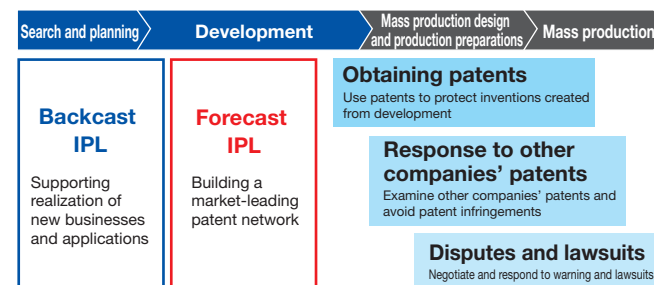 Search and planning
Development
Mass production design
and production preparations
Mass production
Backcast
IPL
Supporting
realization of
new businesses
and applications
Forecast
IPL
Building a
market-leading
patent network
Obtaining patents
Use patents to protect inventions created
from development
Response to other
companies’ patents
Examine other companies’ patents and
avoid patent infringements
Disputes and lawsuits
Negotiate and respond to warning and lawsuits